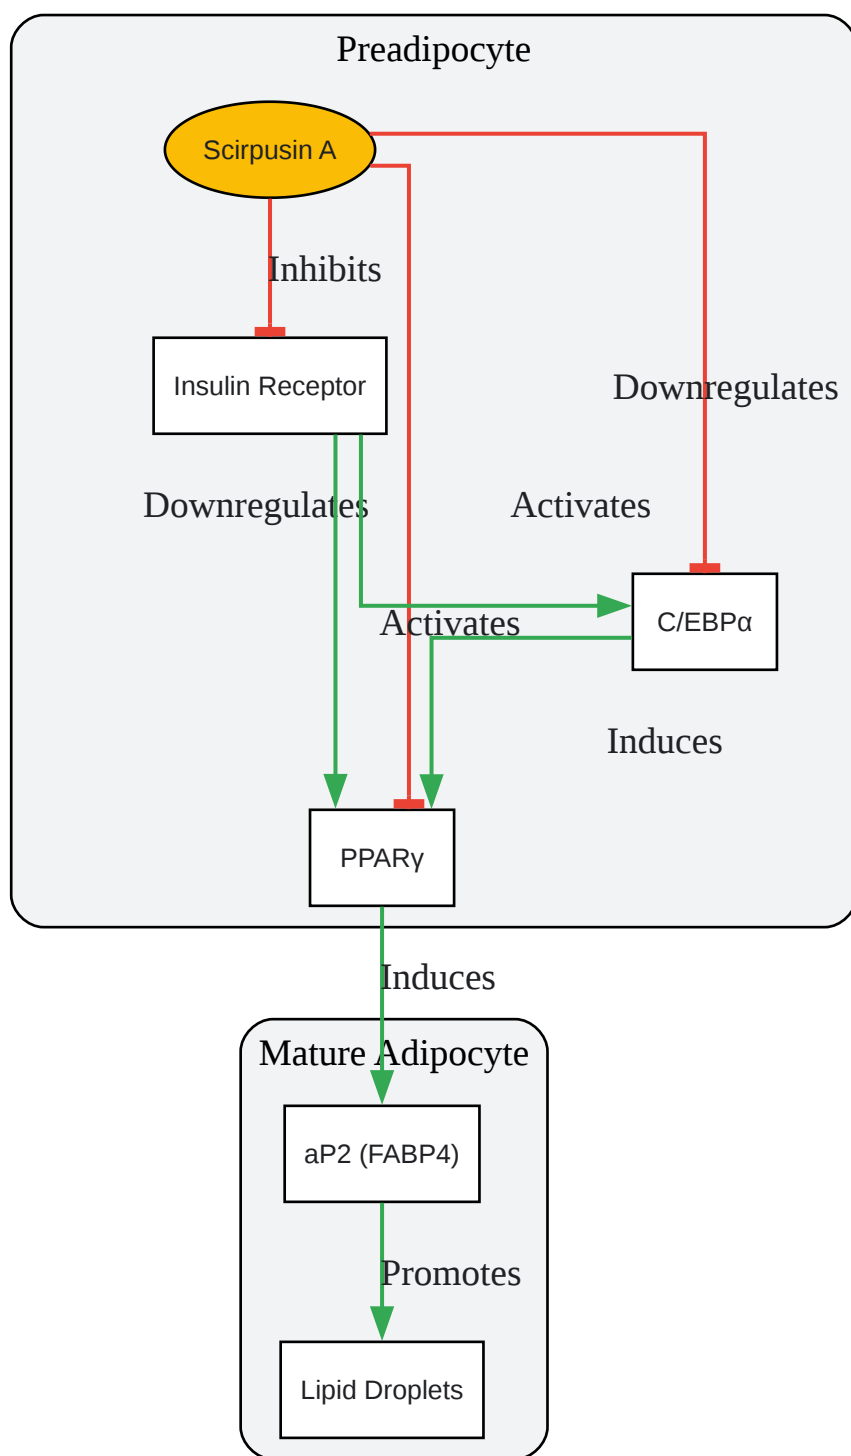 Preadipocyte
Scirpusin A
Inhibits
Insulin Receptor
Downregulates
Downregulates
Activates
Activates
C/EBPα
Induces
PPARγ
Induces
Mature Adipocyte
aP2 (FABP4)
Promotes
Lipid Droplets